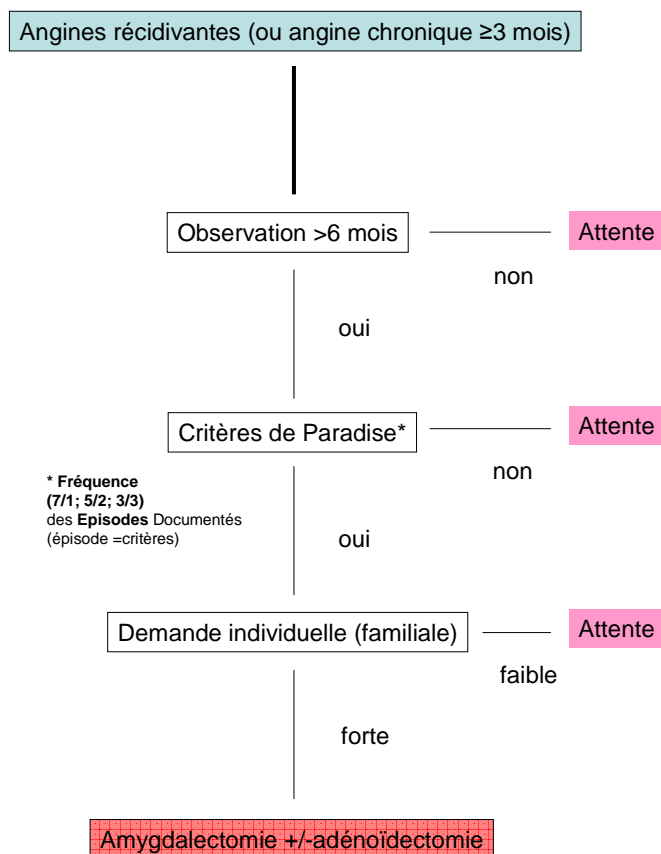 Angines récidivantes (ou angine chronique ≥3 mois)
Observation >6 mois
Attente
non
oui
Critères de Paradise*
Attente
non
* Fréquence
(7/1; 5/2; 3/3)
des Episodes Documentés
(épisode =critères)
oui
Demande individuelle (familiale)
Attente
faible
forte
Amygdalectomie +/-adénoïdectomie